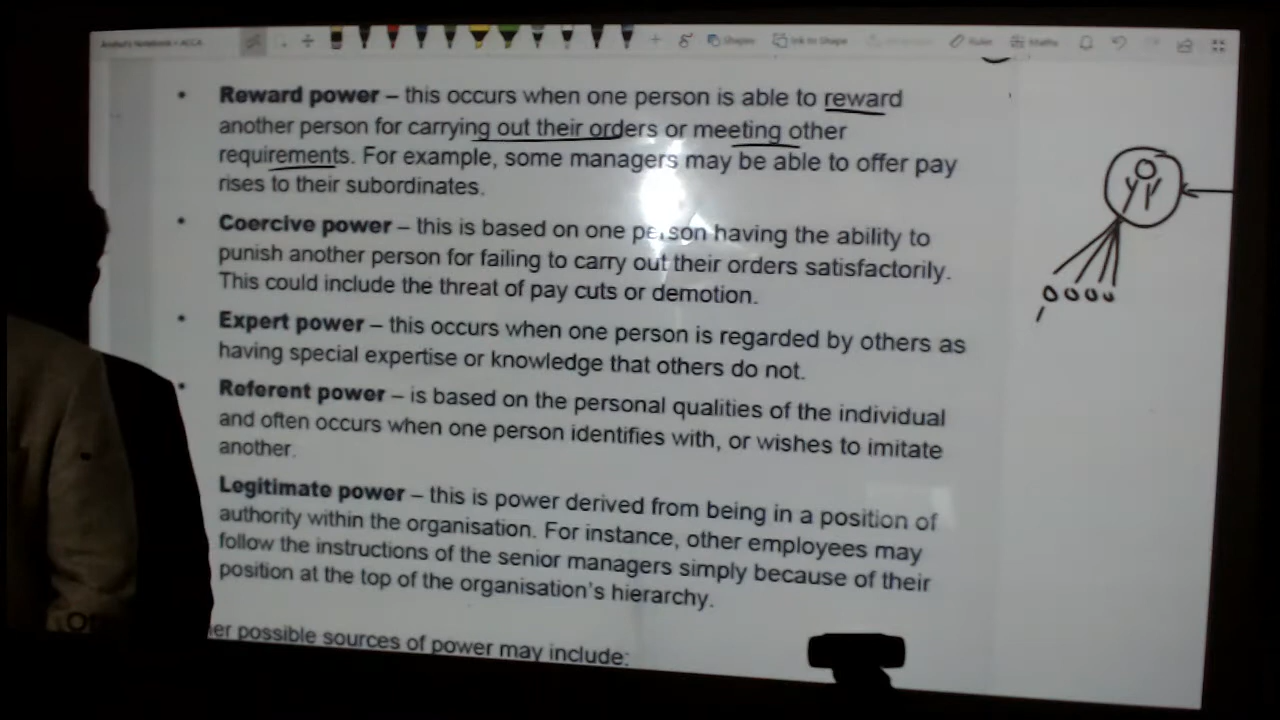 Reward power – this occurs when one person is able to reward
another person for carrying out their orders or meeting other
requirements. For example, some managers may be able to offer pay
rises to their subordinates.
Coercive power – this is based on one person having the ability to
punish another person for failing to carry out their orders satisfactorily.
This could include the threat of pay cuts or demotion.
Expert power – this occurs when one person is regarded by others as
having special expertise or knowledge that others do not.
Referent power – is based on the personal qualities of the individual
and often occurs when one person identifies with, or wishes to imitate
another.
Legitimate power – this is power derived from being in a position of
authority within the organisation. For instance, other employees may
follow the instructions of the senior managers simply because of their
position at the top of the organisation's hierarchy.
possible sources of power may include:
Shapes
Ink to Shape
Ruler
Maths